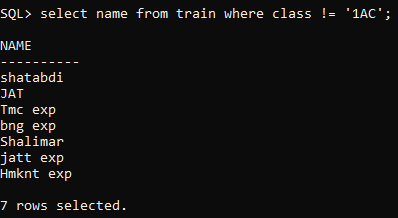 SQL> select name from train where class != '1AC';
NAME
----------
shatabdi
JAT
Tmc exp
bng exp
Shalimar
jatt exp
Hmknt exp
7 rows selected.